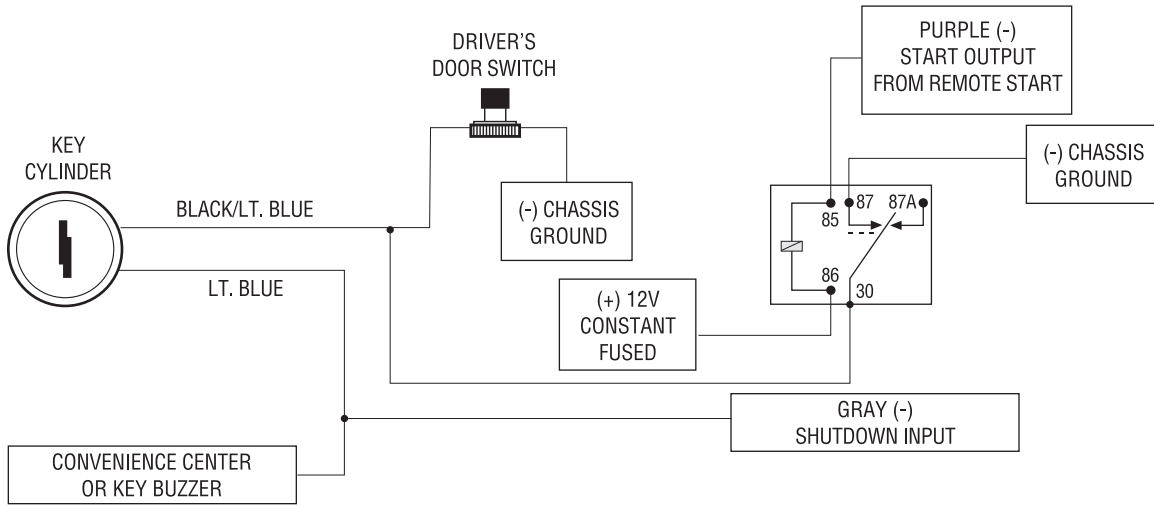 PURPLE (-)
START OUTPUT
FROM REMOTE START
DRIVER'S
DOOR SWITCH
KEY
CYLINDER
(-) CHASSIS
GROUND
BLACK/LT. BLUE
(-) CHASSIS
GROUND
87
87A
85
LT. BLUE
86
30
(+) 12V
CONSTANT
FUSED
GRAY (-)
SHUTDOWN INPUT
CONVENIENCE CENTER
OR KEY BUZZER